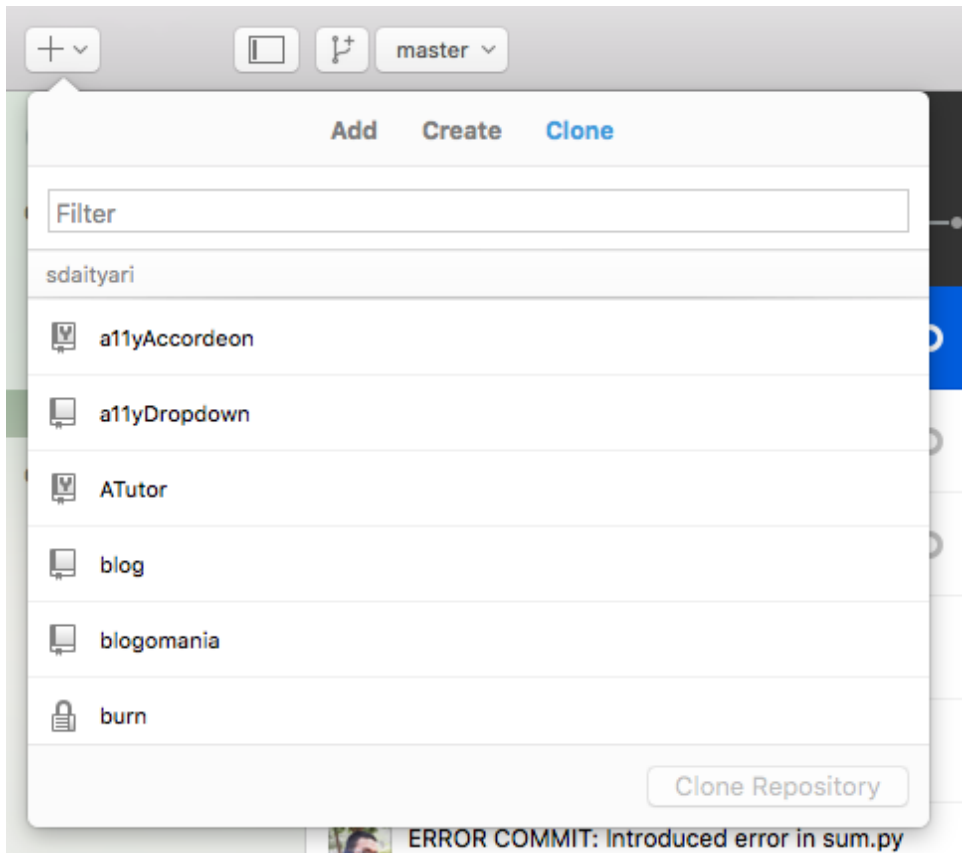 master
Add Create Clone
Filter
sdaityari
a11yAccordeon
a11yDropdown
ATutor
blog
blogomania
burn
Clone Repository
ERROR COMMIT: Introduced error in sum.py